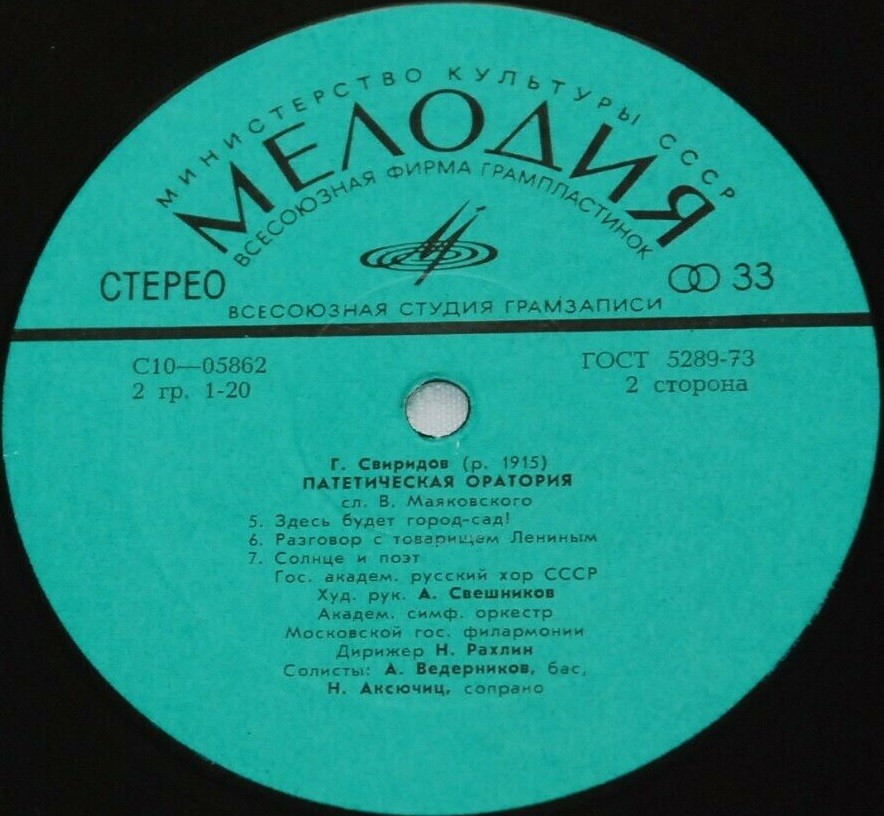 МИНИСТЕРСТВО КУЛЬТУРЫ СССР
МЕЛОДИЯ
ВСЕСОЮЗНАЯ ФИРМА ГРАМПЛАСТИНОК
СТЕРЕО
33
ВСЕСОЮЗНАЯ СТУДИЯ ГРАМЗАПИСИ
С10—05862
ГОСТ 5289-73
2 гр. 1-20
2 сторона
Г. Свиридов (р. 1915)
ПАТЕТИЧЕСКАЯ ОРАТОРИЯ
сл. В. Маяковского
5. Здесь будет город-сад!
6. Разговор с товарищем Лениным
7. Солнце и поэт
Гос. академ. русский хор СССР
Худ. рук. А. Свешников
Академ. симф. оркестр
Московской гос. филармонии
Дирижер Н. Рахлин
Солисты: А. Ведерников, бас,
Н. Аксючиц, сопрано